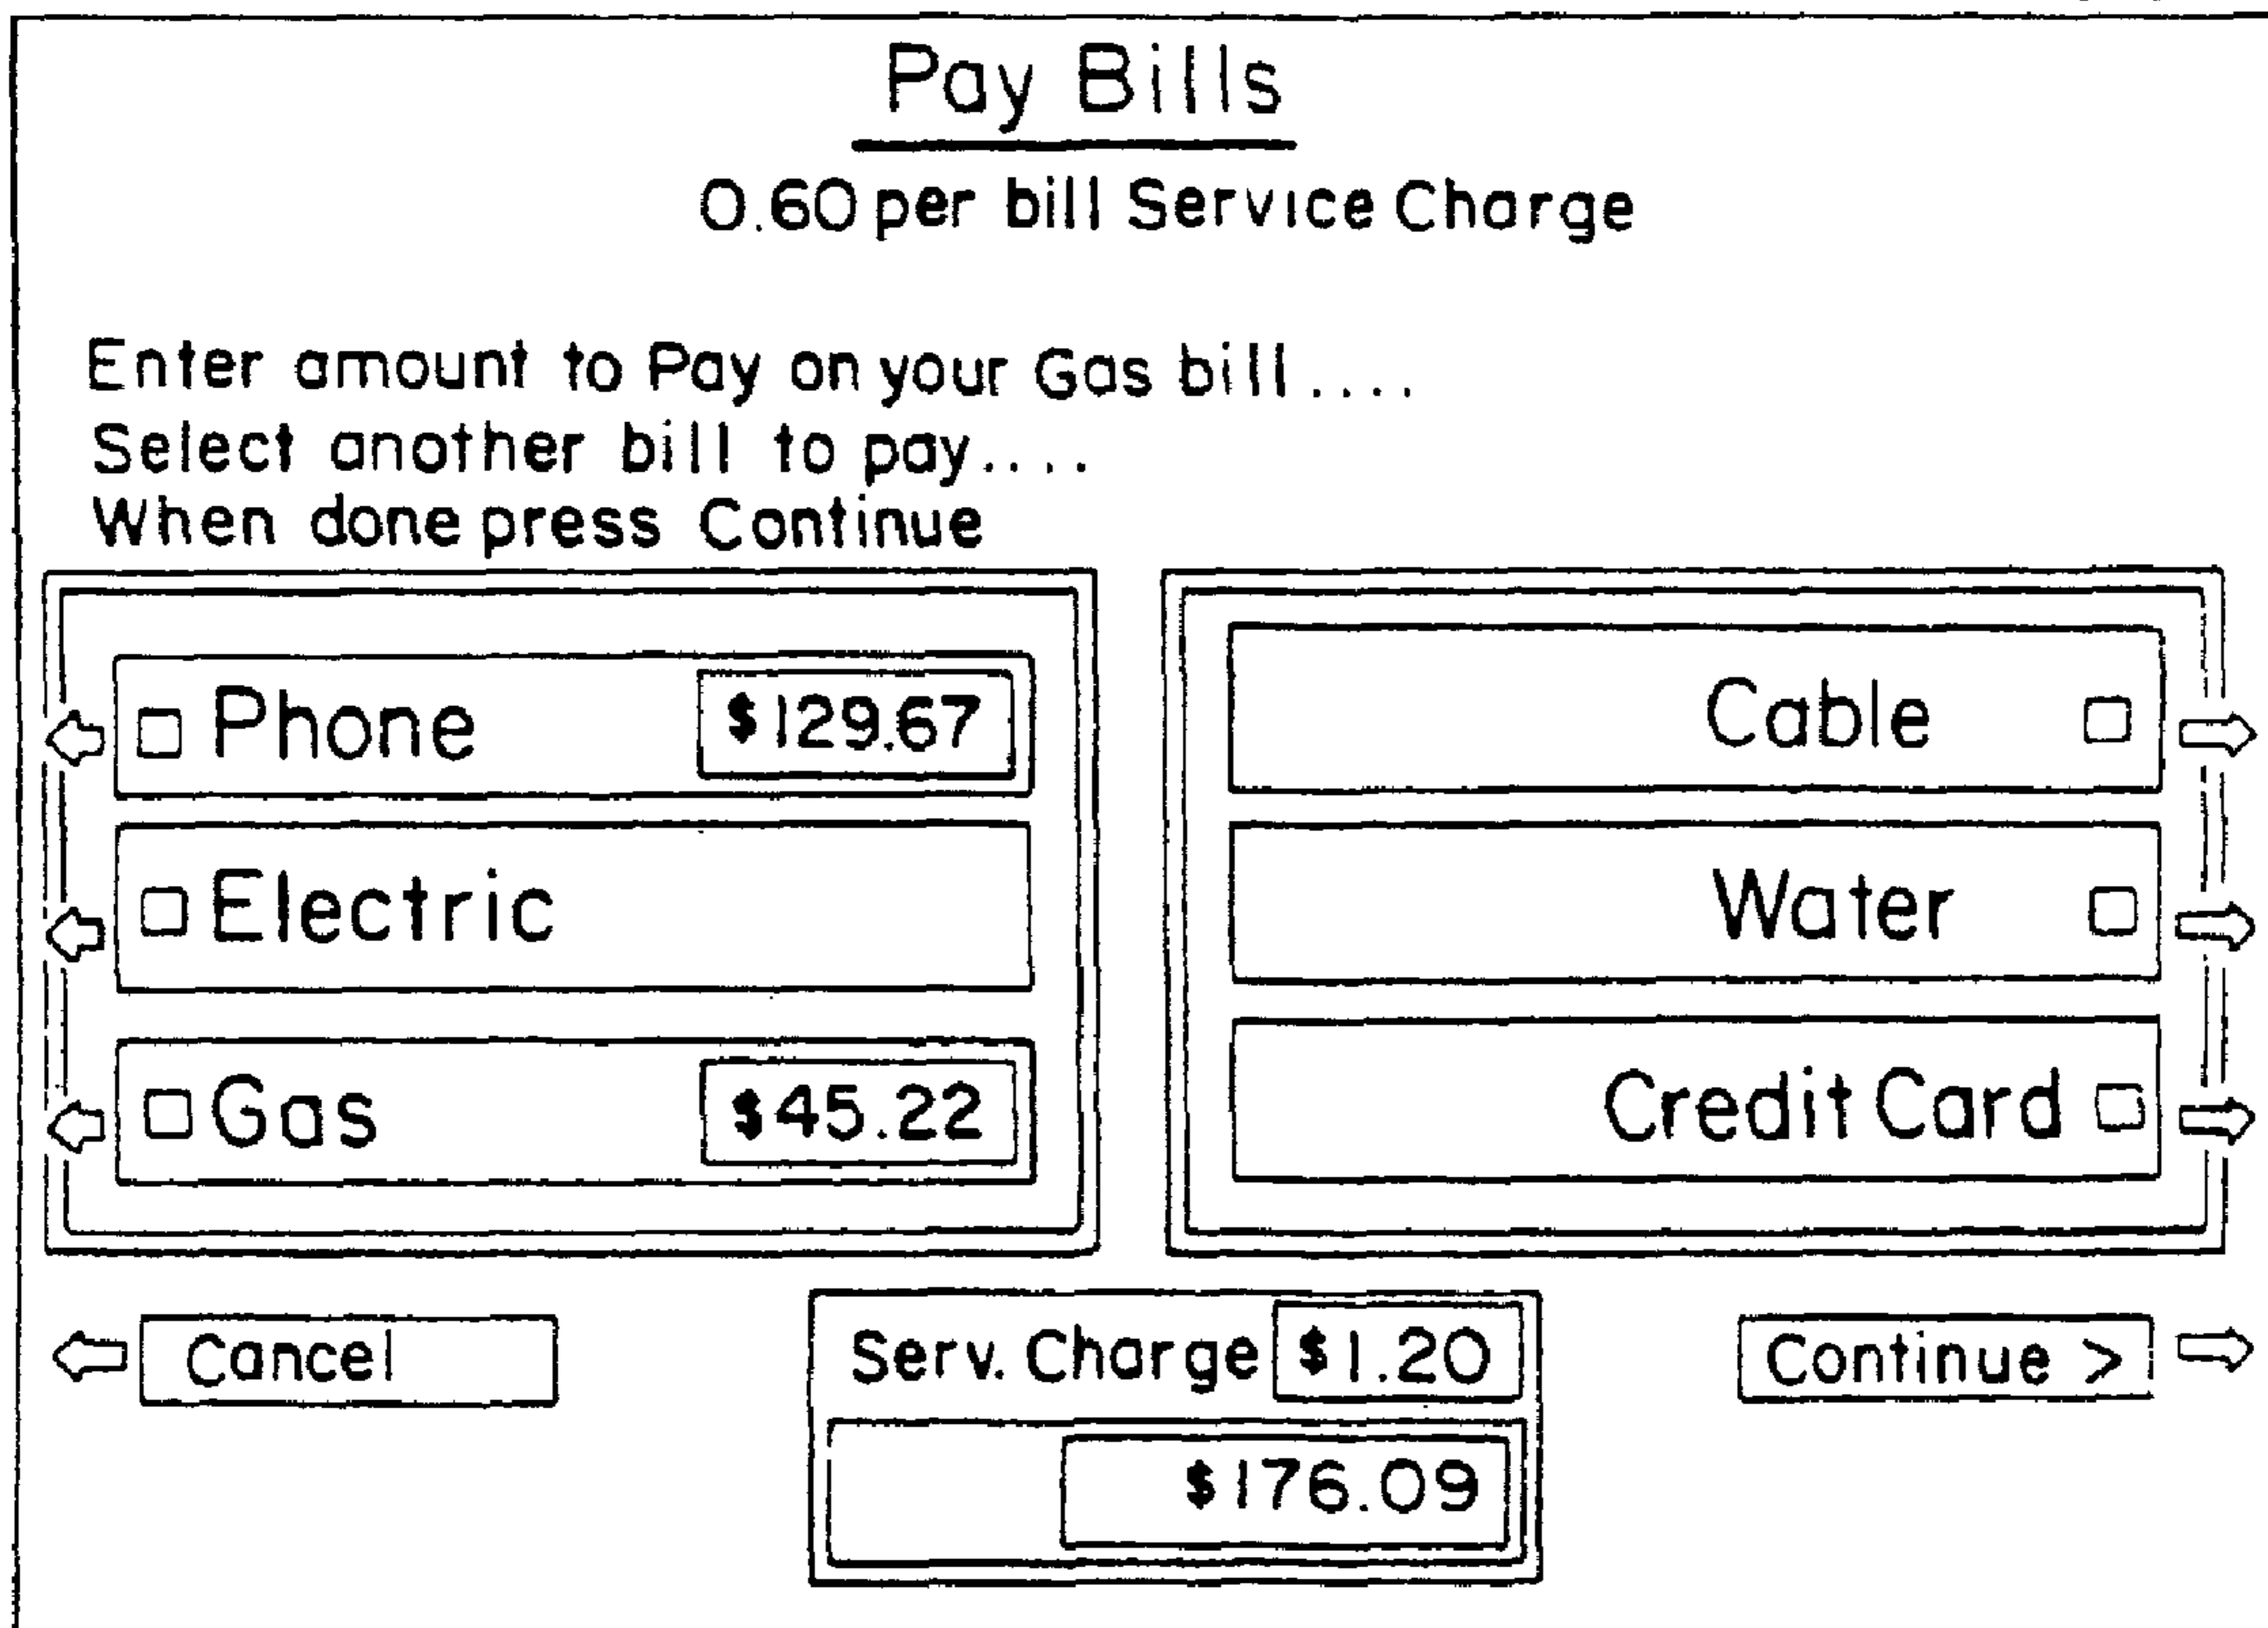 Pay Bills
0.60 per bill Service Charge
Enter amount to Pay on your Gas bill....
Select another bill to pay....
When done press Continue
Phone $129.67
Electric
Gas $45.22
Cable
Water
Credit Card
Cancel
Serv. Charge $1.20
$176.09
Continue >